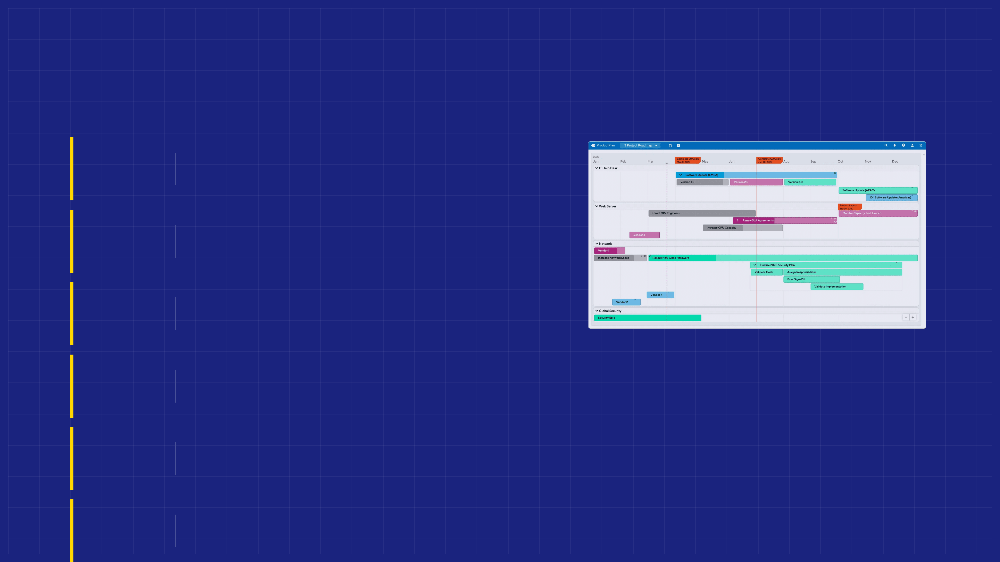 ProductPlan IT Project Roadmap
2020
Jan Feb Mar May Jun Aug Sep Oct Nov Dec
Complete Q1 Goals
Mar 31, 2020
Complete Q2 Goals
Jun 30, 2020
IT Help Desk
Software Update (EMEA)
Version 1.0 Version 2.0 Version 3.0
Software Update (APAC)
10.1 Software Update (Americas)
Web Server
Product Launch
Sep 30, 2020
Hire 5 OPs Engineers Monitor Capacity Post Launch
Renew SLA Agreements
Increase CPU Capacity
Vendor 3
Network
Vendor 1
Increase Network Speed Rollout New Cisco Hardware
Finalize 2020 Security Plan
Validate Goals Assign Responsibilities
Exec Sign-Off
Validate Implementation
Vendor 4
Vendor 2
Global Security
Security Epic